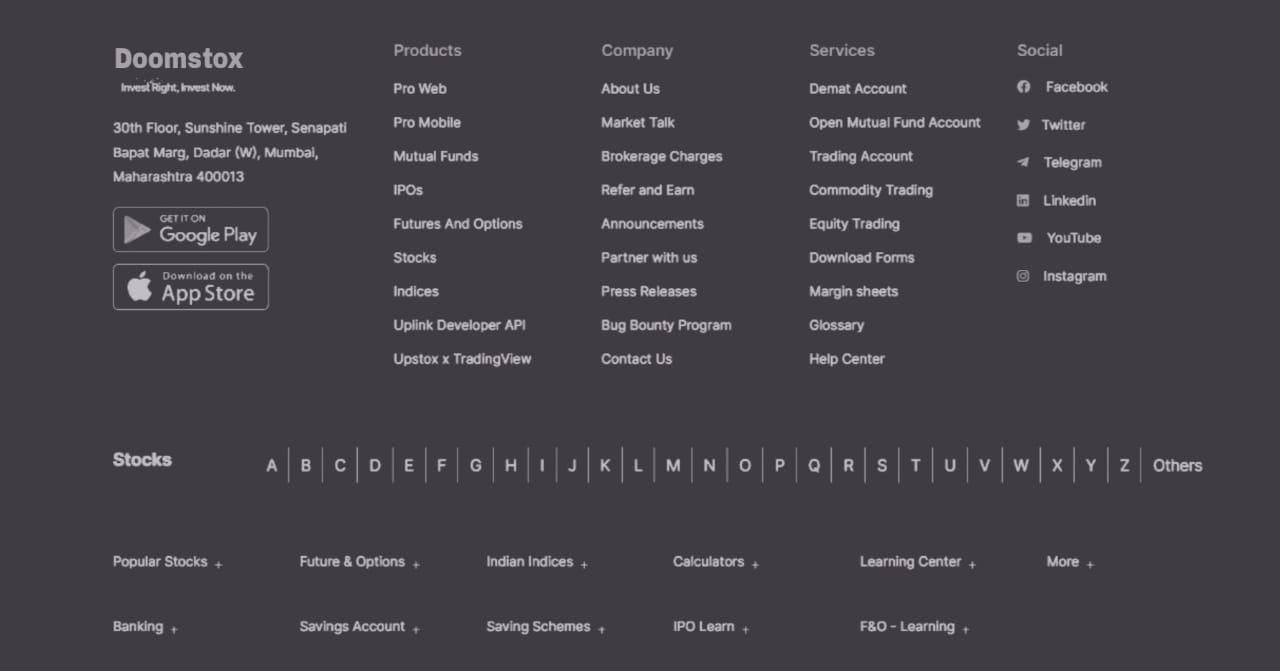 Doomstox
Invest Right, Invest Now.
30th Floor, Sunshine Tower, Senapati
Bapat Marg, Dadar (W), Mumbai,
Maharashtra 400013
GET IT ON
Google Play
Download on the
App Store
Products
Pro Web
Pro Mobile
Mutual Funds
IPOs
Futures And Options
Stocks
Indices
Uplink Developer API
Upstox x TradingView
Company
About Us
Market Talk
Brokerage Charges
Refer and Earn
Announcements
Partner with us
Press Releases
Bug Bounty Program
Contact Us
Services
Demat Account
Open Mutual Fund Account
Trading Account
Commodity Trading
Equity Trading
Download Forms
Margin sheets
Glossary
Help Center
Social
Facebook
Twitter
Telegram
Linkedin
YouTube
Instagram
Stocks A B C D E F G H I J K L M N O P Q R S T U V W X Y Z Others
Popular Stocks + Future & Options + Indian Indices + Calculators + Learning Center + More +
Banking + Savings Account + Saving Schemes + IPO Learn + F&O - Learning +